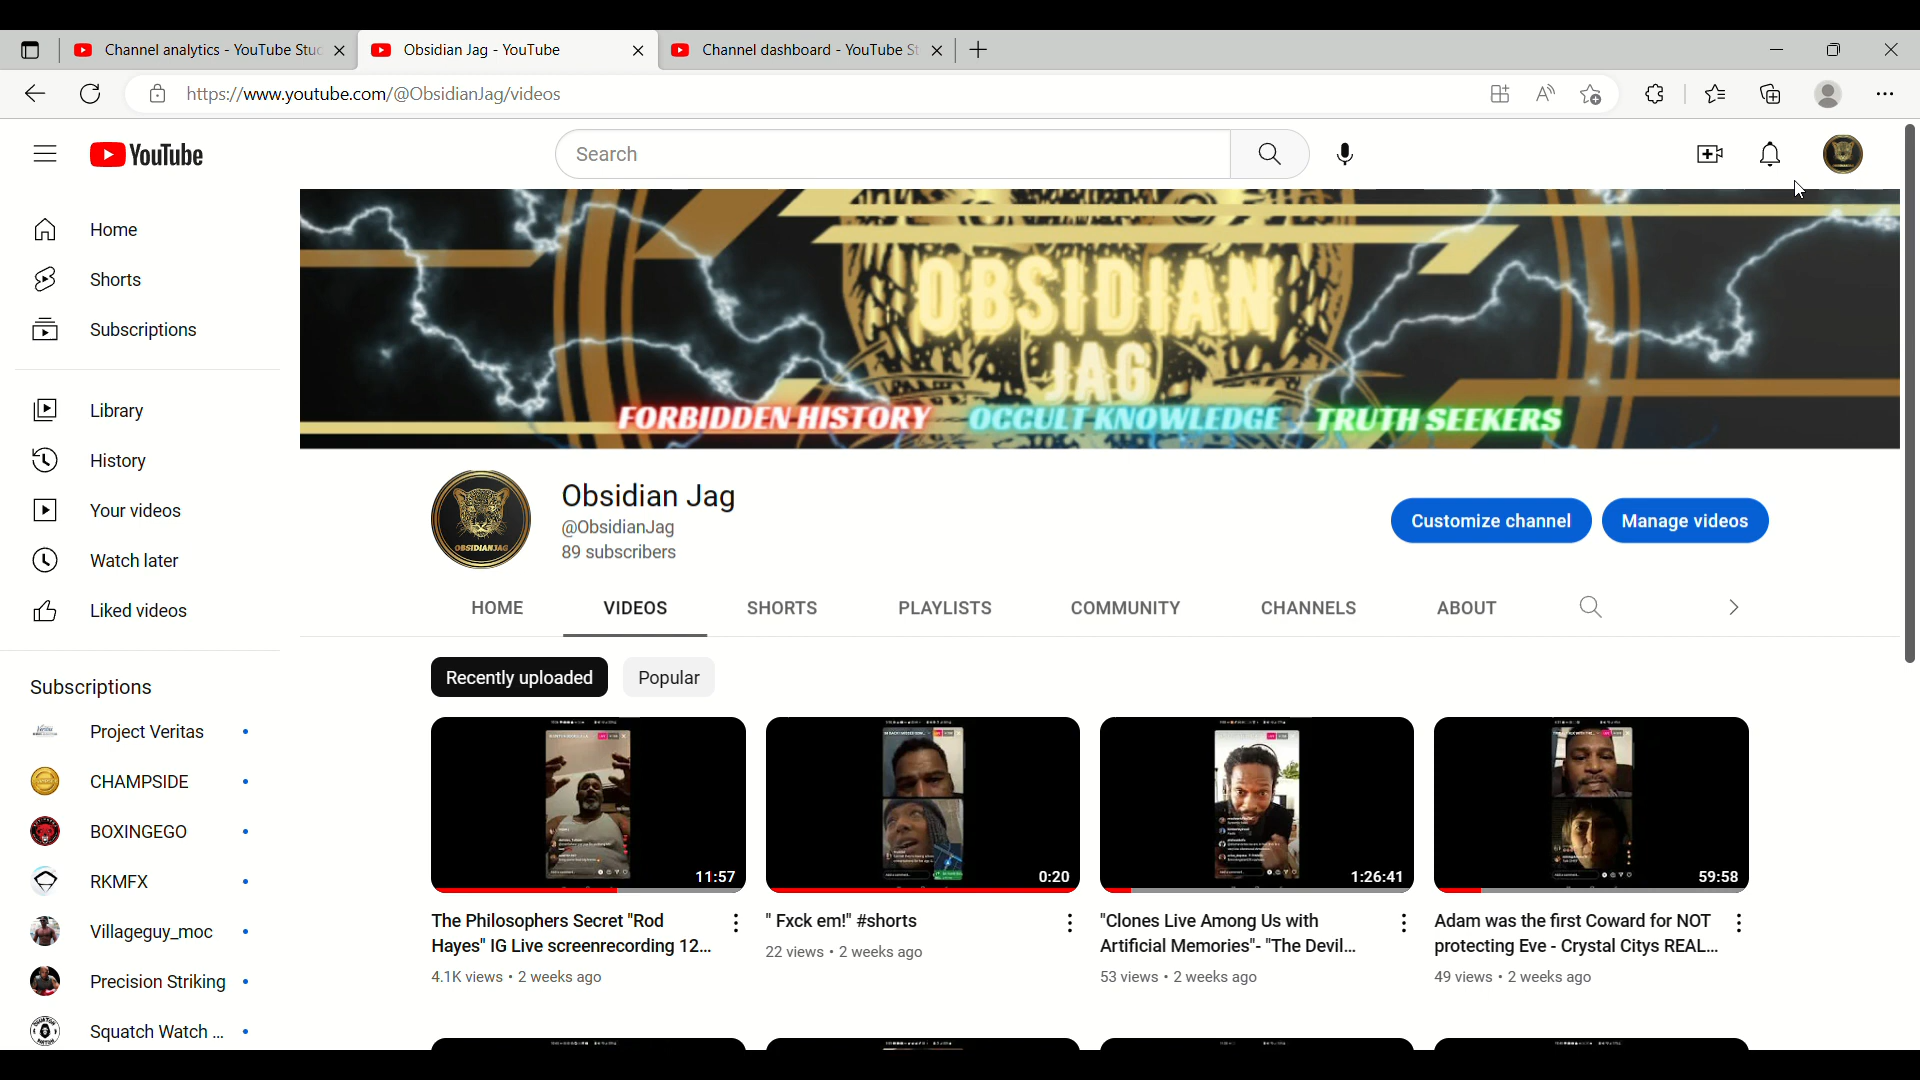 Channel analytics - YouTube Stuc
Obsidian Jag - YouTube
Channel dashboard - YouTube St
https://www.youtube.com/@ObsidianJag/videos
YouTube
Search
Home
Shorts
Subscriptions
Library
History
Your videos
Watch later
Liked videos
Subscriptions
Project Veritas
CHAMPSIDE
BOXINGEGO
RKMFX
Villageguy_moc
Precision Striking
Squatch Watch ...
OBSIDIAN
JAG
FORBIDDEN HISTORY OCCULT KNOWLEDGE TRUTH SEEKERS
OBSIDIANJAG
Obsidian Jag
@ObsidianJag
89 subscribers
Customize channel
Manage videos
HOME VIDEOS SHORTS PLAYLISTS COMMUNITY CHANNELS ABOUT
Recently uploaded
Popular
11:57
The Philosophers Secret "Rod
Hayes" IG Live screenrecording 12...
4.1K views • 2 weeks ago
0:20
" Fxck em!" #shorts
22 views • 2 weeks ago
1:26:41
"Clones Live Among Us with
Artificial Memories"- "The Devil...
53 views • 2 weeks ago
59:58
Adam was the first Coward for NOT
protecting Eve - Crystal Citys REAL...
49 views • 2 weeks ago